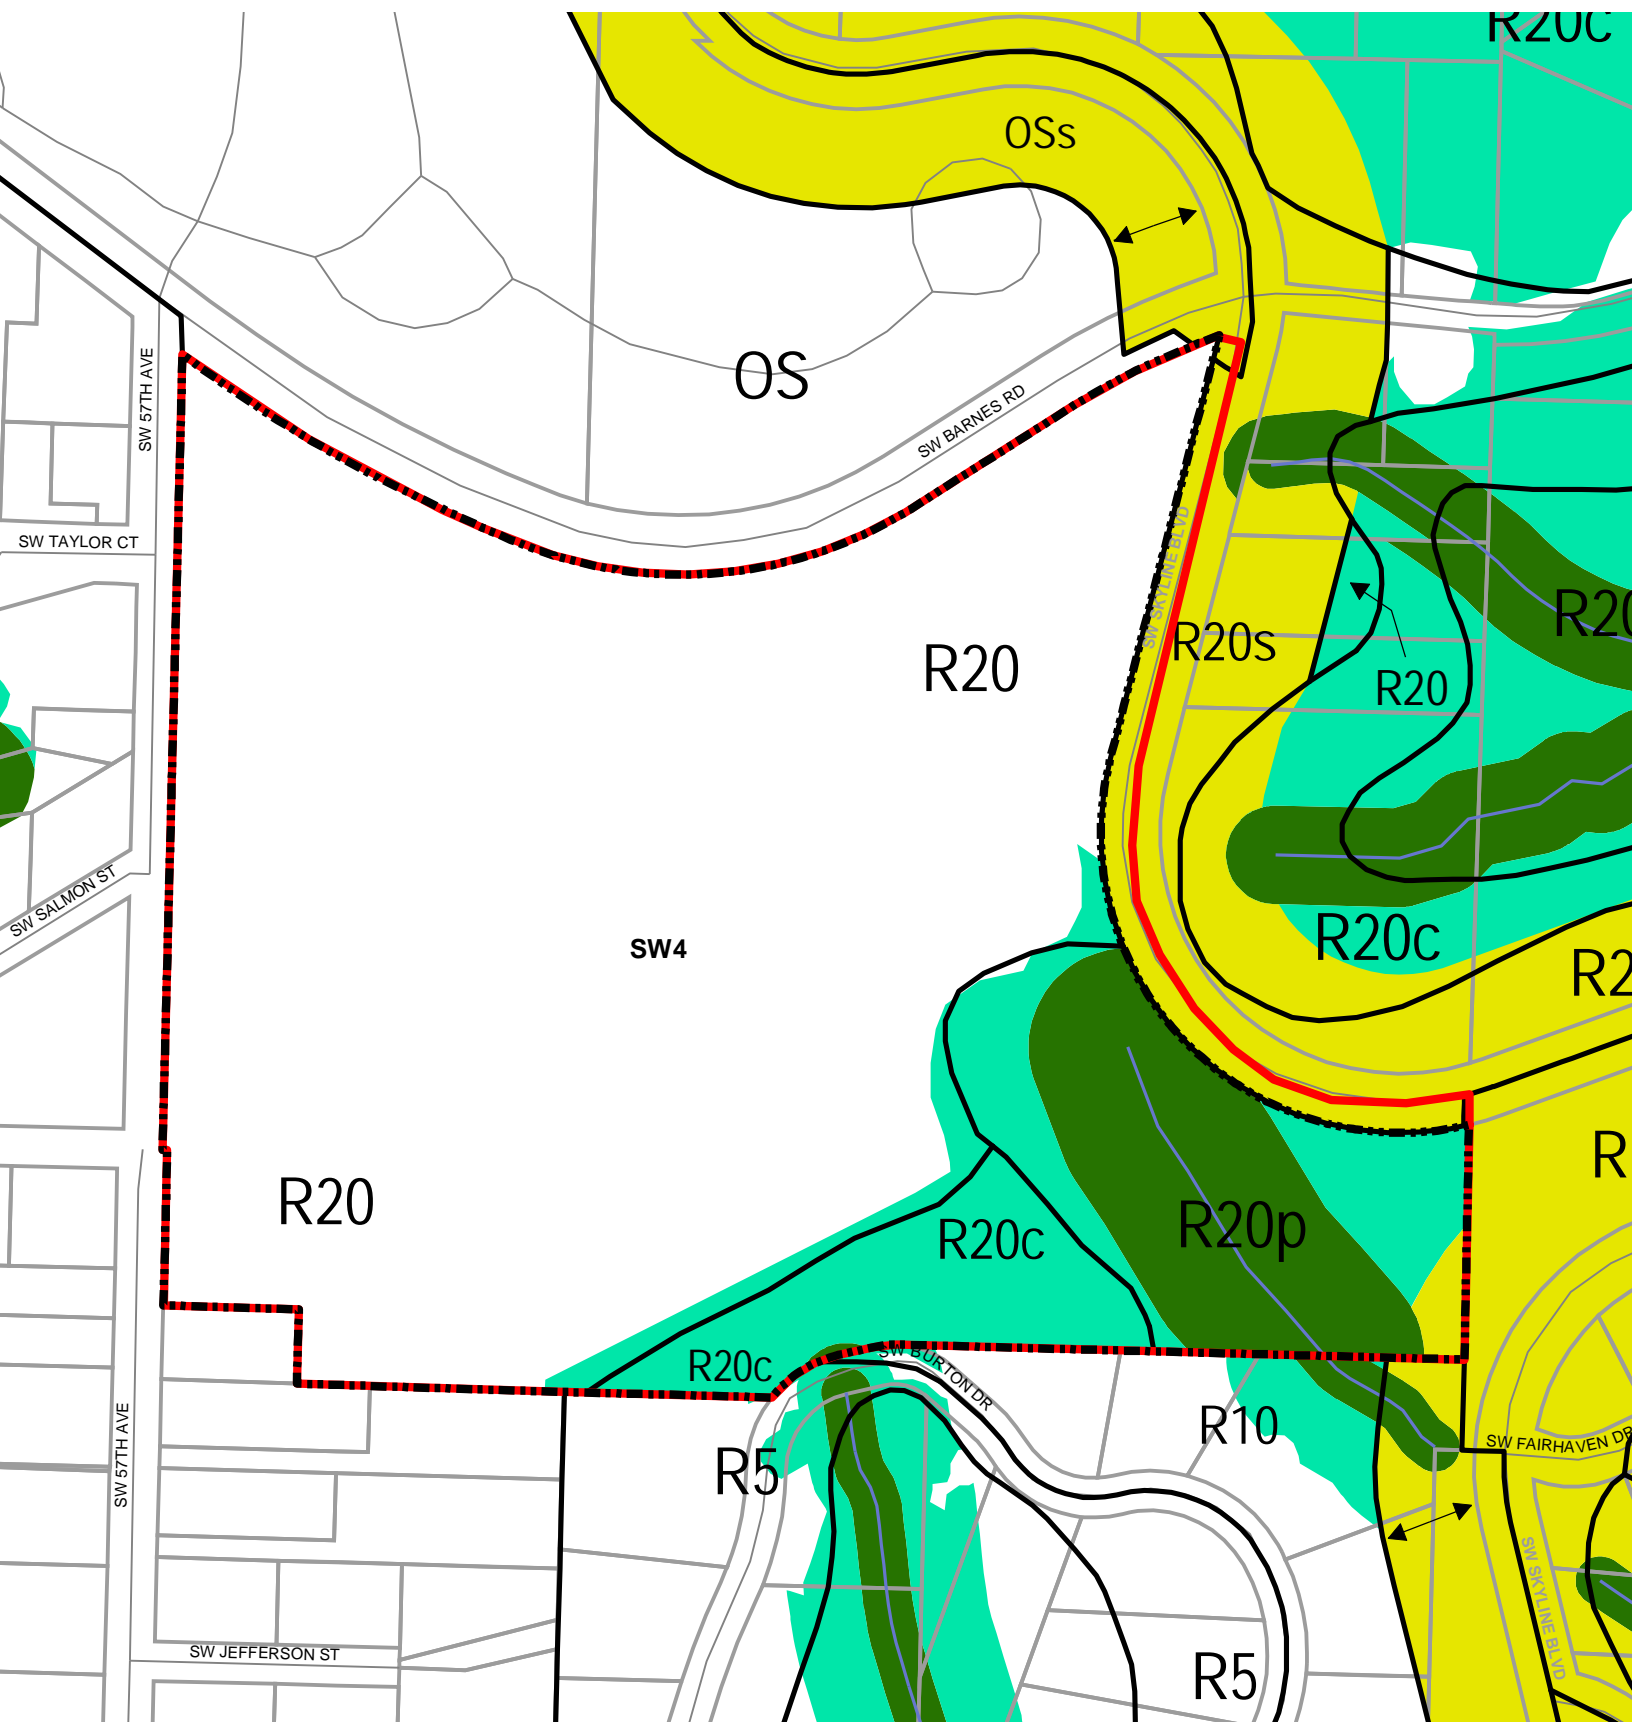 R20c
OSs
OS
SW 57TH AVE
SW BARNES RD
SW TAYLOR CT
SW SKYLINE BLVD
R20
R20s
R20
R20
SW SALMON ST
SW4
R20c
R2
R
R20
R20c
R20p
R20c
SW BURTON DR
R10
SW 57TH AVE
R5
SW FAIRHAVEN DR
SW SKYLINE BLVD
SW JEFFERSON ST
R5